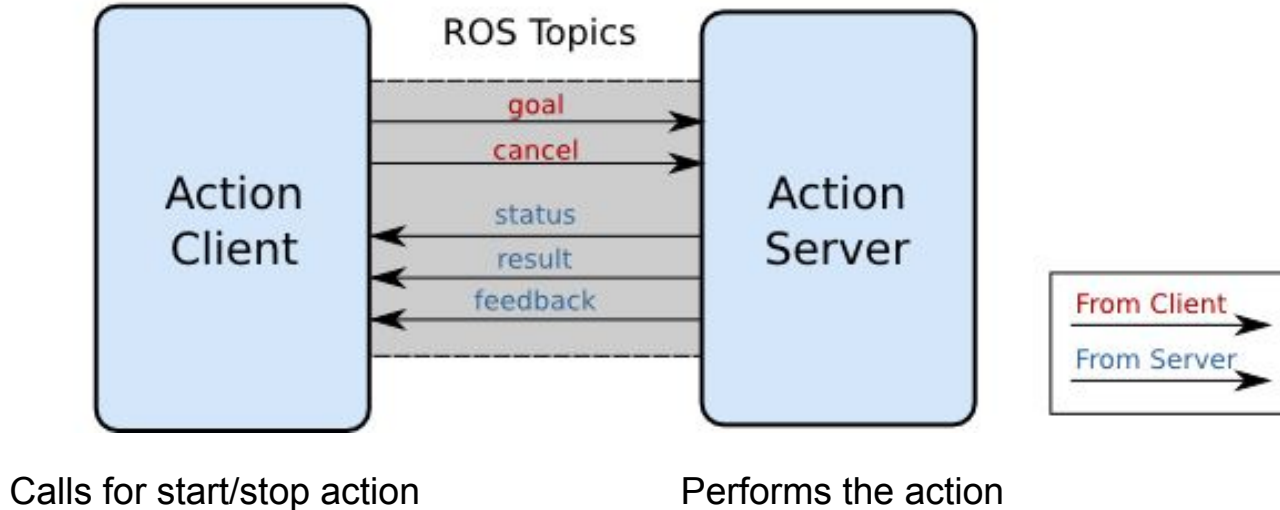 ROS Topics
goal
cancel
Action
Client
Action
Server
status
result
feedback
From Client
From Server
Calls for start/stop action
Performs the action